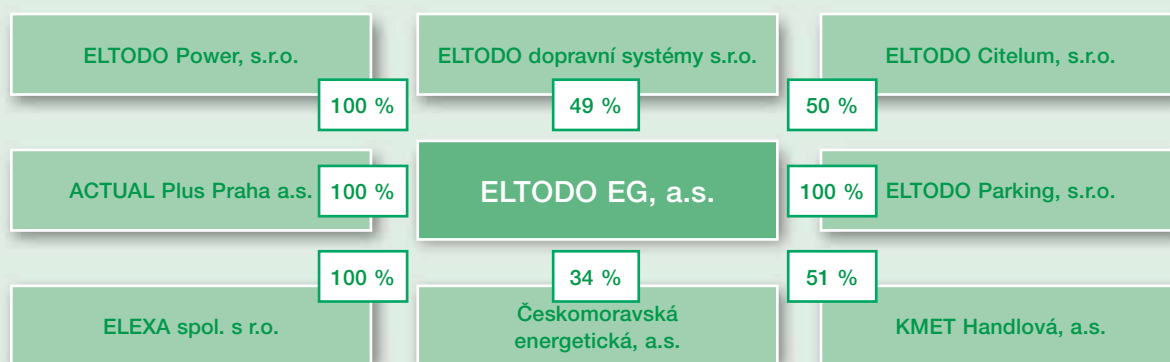 ELTODO Power, s.r.o.
ELTODO dopravní systémy s.r.o.
ELTODO Citelum, s.r.o.
100 %
49 %
50 %
ACTUAL Plus Praha a.s.
100 %
ELTODO EG, a.s.
100 %
ELTODO Parking, s.r.o.
100 %
34 %
51 %
ELEXA spol. s r.o.
Českomoravská
energetická, a.s.
KMET Handlová, a.s.